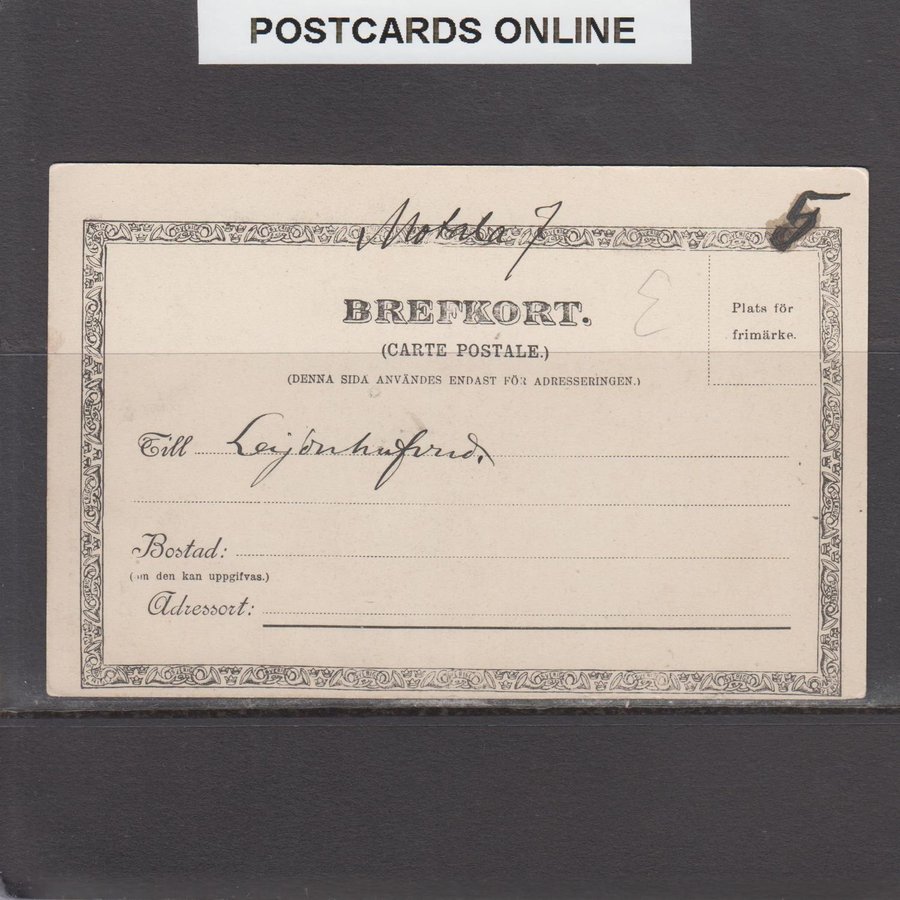 POSTCARDS ONLINE
Motala 7
5
BREFKORT.
(CARTE POSTALE.)
(DENNA SIDA ANVÄNDES ENDAST FÖR ADRESSERINGEN.)
Plats för
frimärke.
Till Leijonhufvud.
Bostad:
(om den kan uppgifvas.)
Adressort: